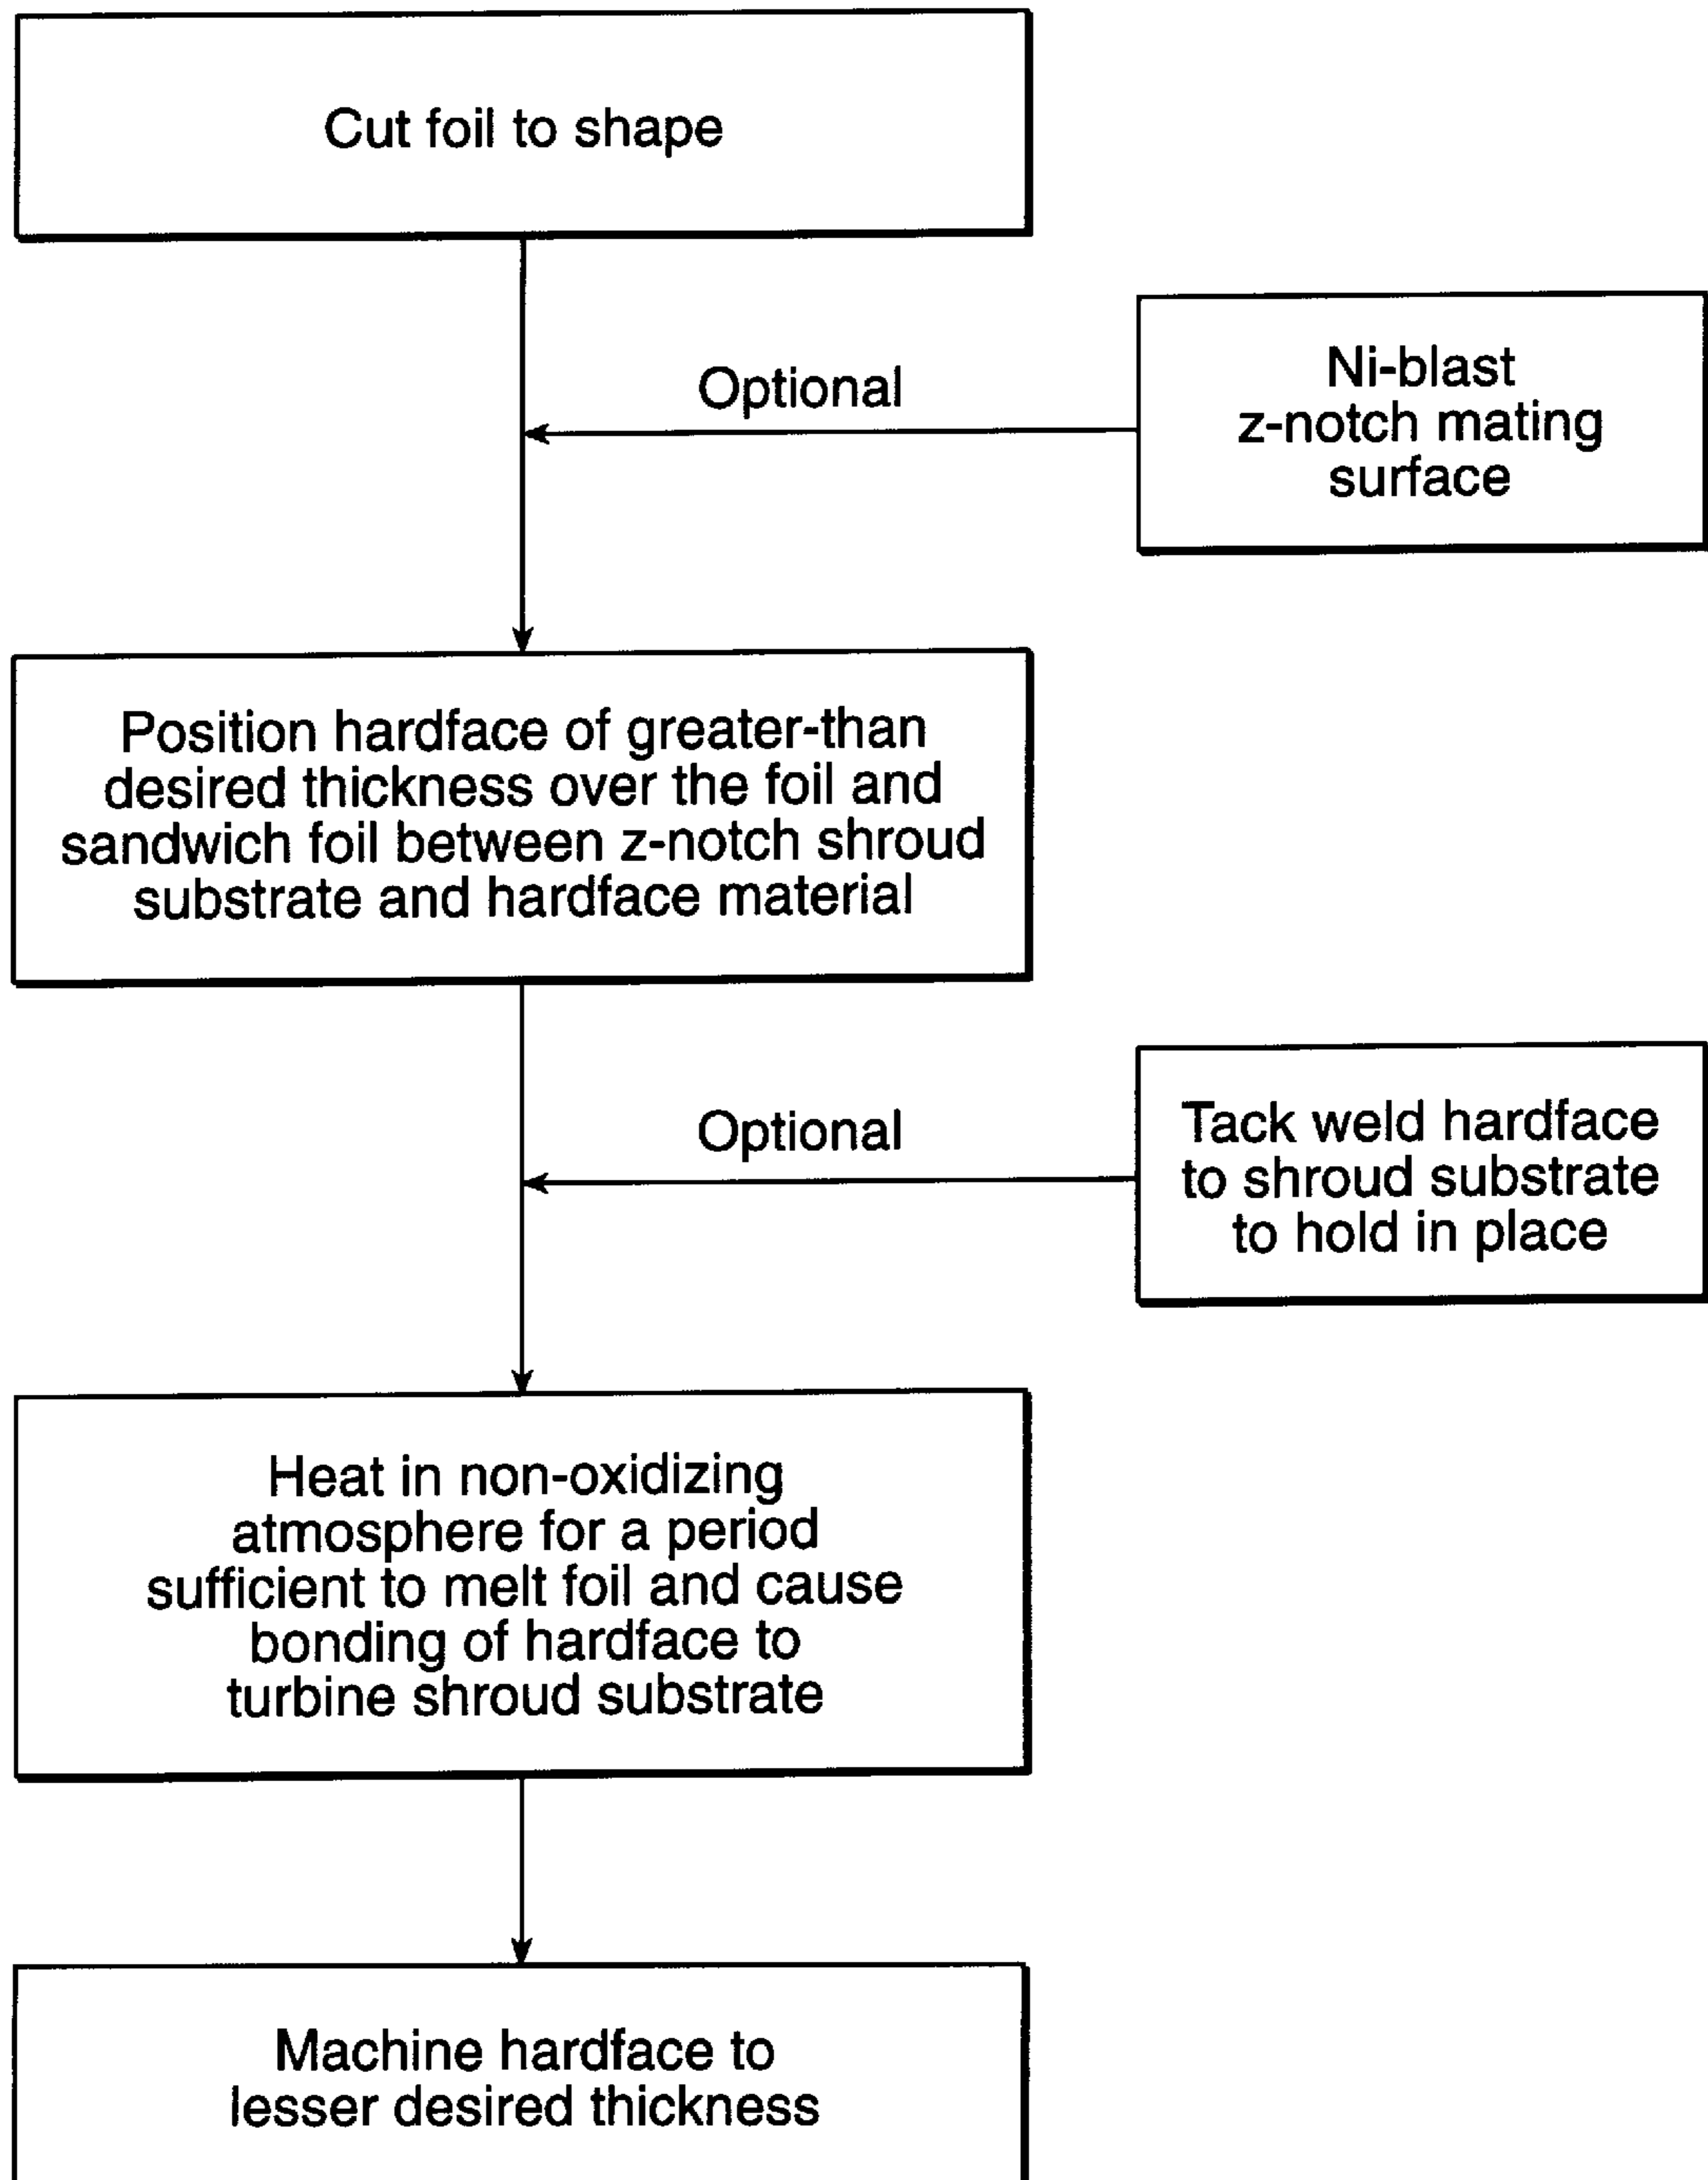 Cut foil to shape
Optional
Ni-blast
z-notch mating
surface
Position hardface of greater-than
desired thickness over the foil and
sandwich foil between z-notch shroud
substrate and hardface material
Optional
Tack weld hardface
to shroud substrate
to hold in place
Heat in non-oxidizing
atmosphere for a period
sufficient to melt foil and cause
bonding of hardface to
turbine shroud substrate
Machine hardface to
lesser desired thickness